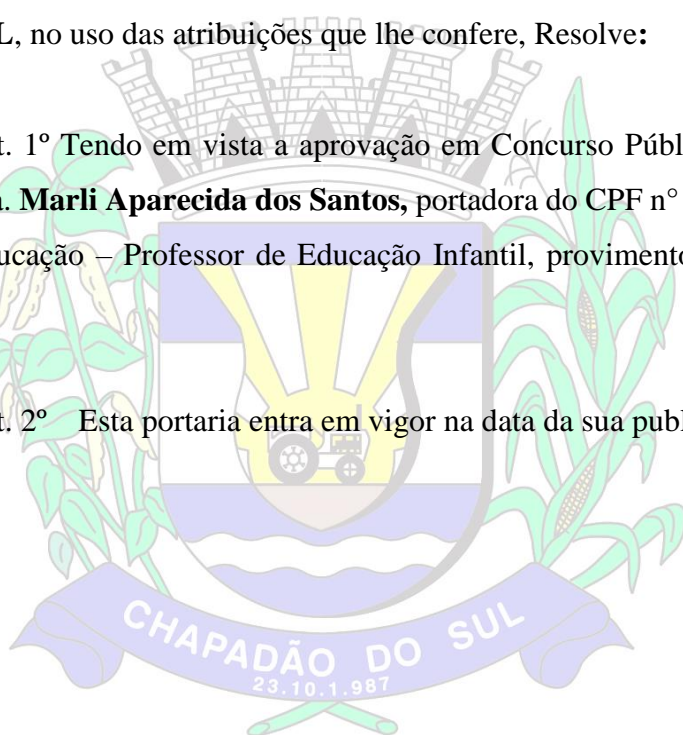 L, no uso das atribuições que lhe confere, Resolve:
t. 1º Tendo em vista a aprovação em Concurso Públ
a. Marli Aparecida dos Santos, portadora do CPF n°
ucação – Professor de Educação Infantil, provimento
t. 2º Esta portaria entra em vigor na data da sua publ
CHAPADÃO DO SUL
23.10.1.987